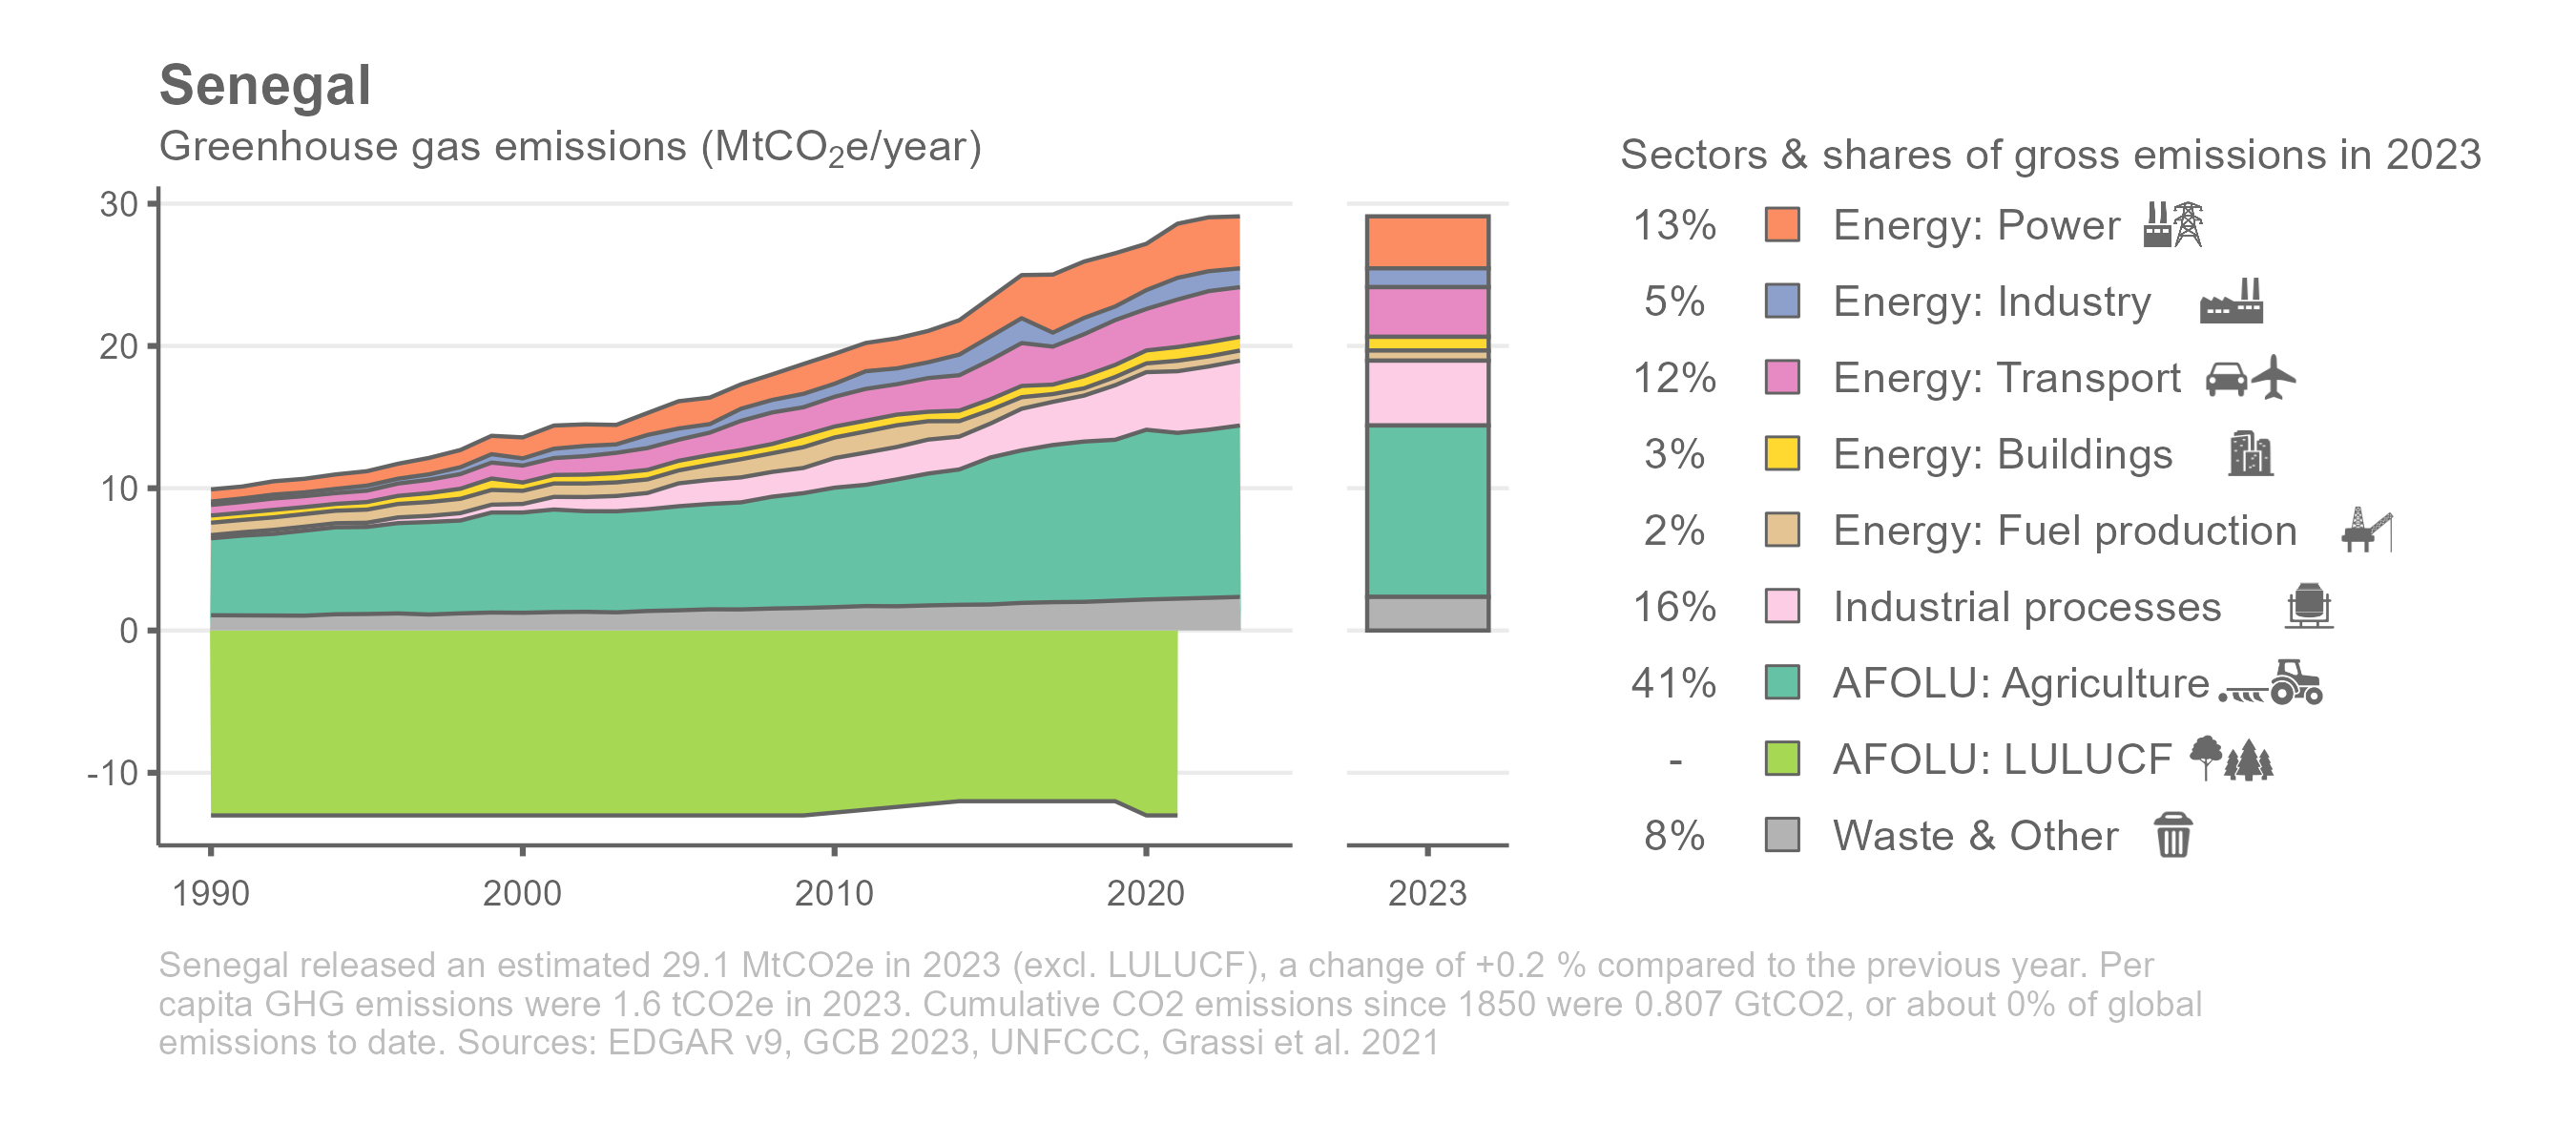 Senegal
Greenhouse gas emissions (MtCO₂e/year)
Sectors & shares of gross emissions in 2023
30
20
10
0
-10
1990
2000
2010
2020
2023
13% Energy: Power
5% Energy: Industry
12% Energy: Transport
3% Energy: Buildings
2% Energy: Fuel production
16% Industrial processes
41% AFOLU: Agriculture
- AFOLU: LULUCF
8% Waste & Other
Senegal released an estimated 29.1 MtCO2e in 2023 (excl. LULUCF), a change of +0.2 % compared to the previous year. Per
capita GHG emissions were 1.6 tCO2e in 2023. Cumulative CO2 emissions since 1850 were 0.807 GtCO2, or about 0% of global
emissions to date. Sources: EDGAR v9, GCB 2023, UNFCCC, Grassi et al. 2021